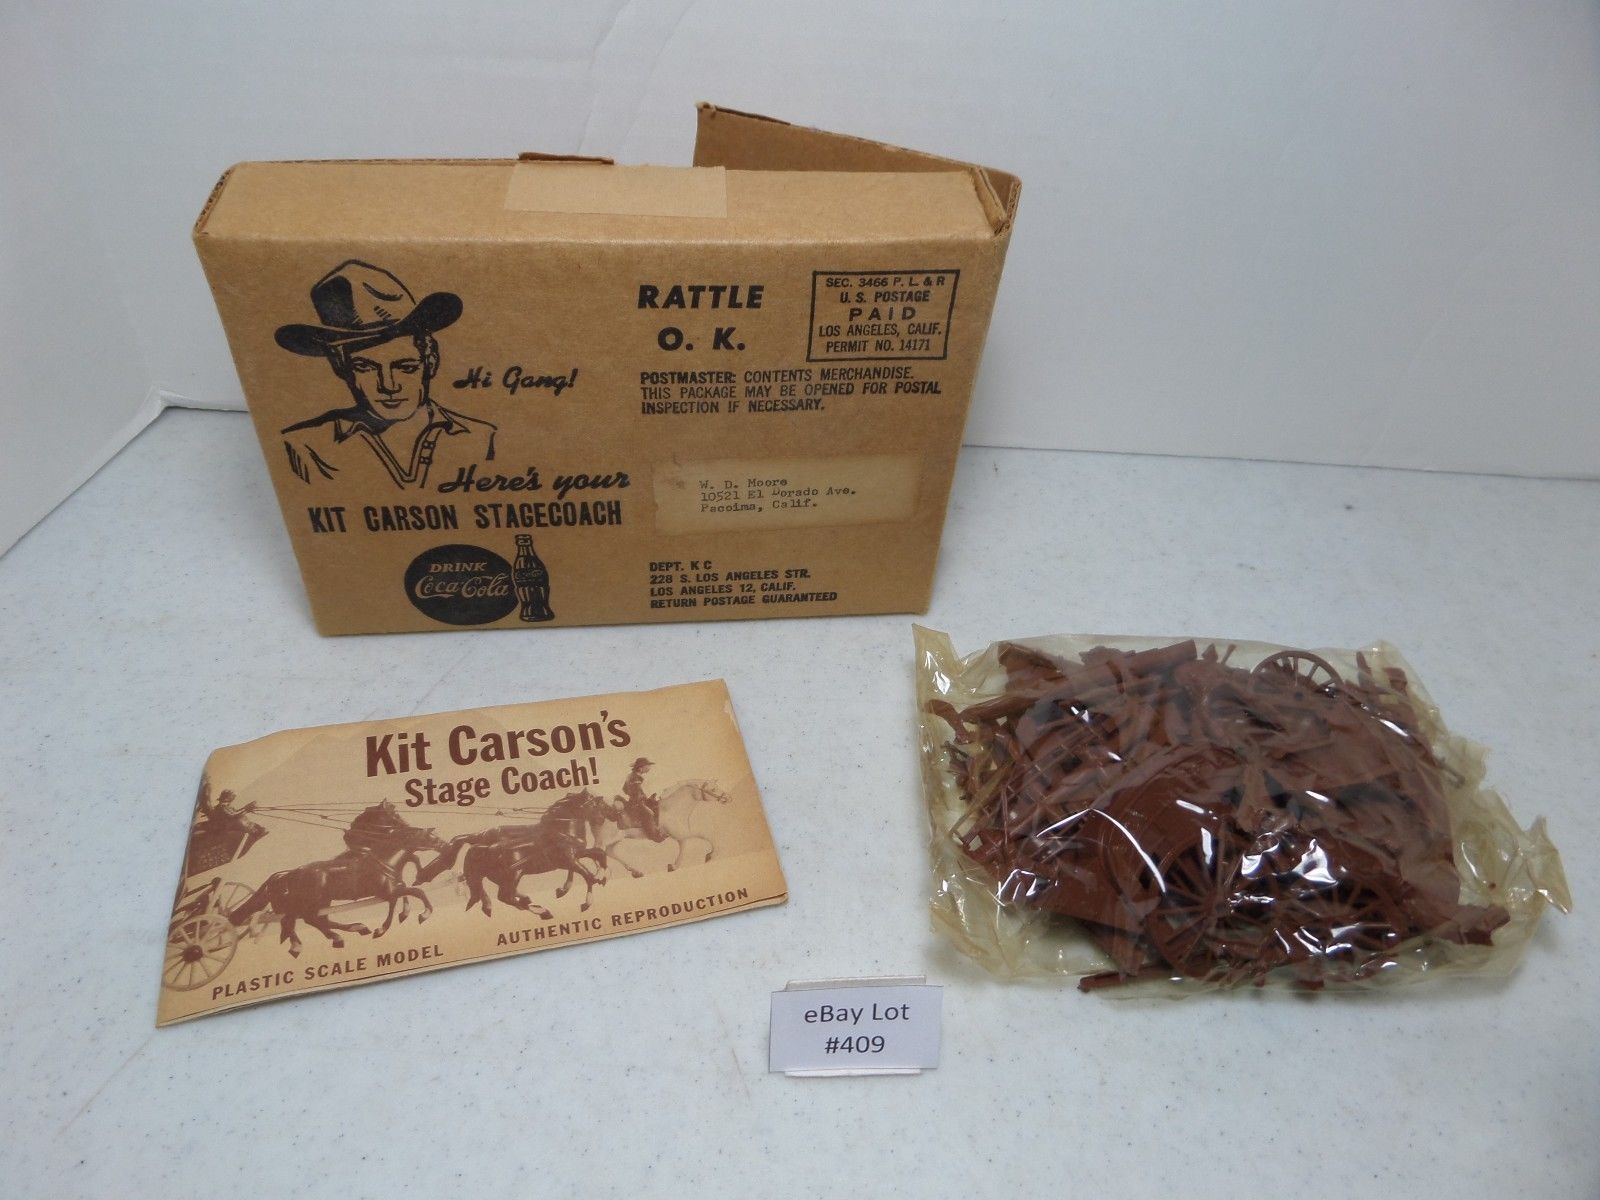 RATTLE
O. K.
SEC. 3466 P. L. & R
U. S. POSTAGE
PAID
LOS ANGELES, CALIF.
PERMIT NO. 14171
Hi Gang!
POSTMASTER: CONTENTS MERCHANDISE.
THIS PACKAGE MAY BE OPENED FOR POSTAL
INSPECTION IF NECESSARY.
Here's your
KIT CARSON STAGECOACH
W. D. Moore
10521 El Dorado Ave.
Pacoima, Calif.
DRINK
Coca-Cola
DEPT. K C
228 S. LOS ANGELES STR.
LOS ANGELES 12, CALIF.
RETURN POSTAGE GUARANTEED
Kit Carson's
Stage Coach!
PLASTIC SCALE MODEL
AUTHENTIC REPRODUCTION
eBay Lot
#409